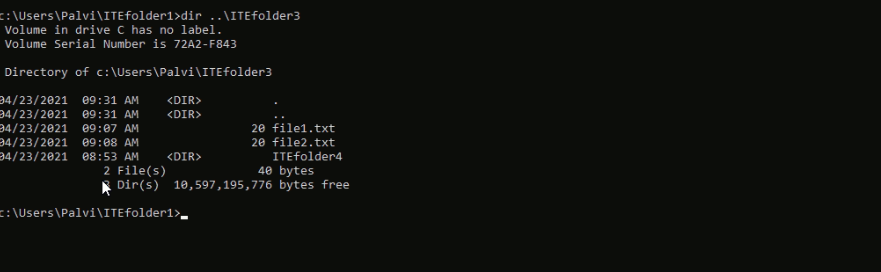 c:\Users\Palvi\ITEfolder1>dir ..\ITEfolder3
Volume in drive C has no label.
Volume Serial Number is 72A2-F843
Directory of c:\Users\Palvi\ITEfolder3
04/23/2021 09:31 AM <DIR> .
04/23/2021 09:31 AM <DIR> ..
04/23/2021 09:07 AM 20 file1.txt
04/23/2021 09:08 AM 20 file2.txt
04/23/2021 08:53 AM <DIR> ITEfolder4
2 File(s) 40 bytes
Dir(s) 10,597,195,776 bytes free
c:\Users\Palvi\ITEfolder1>